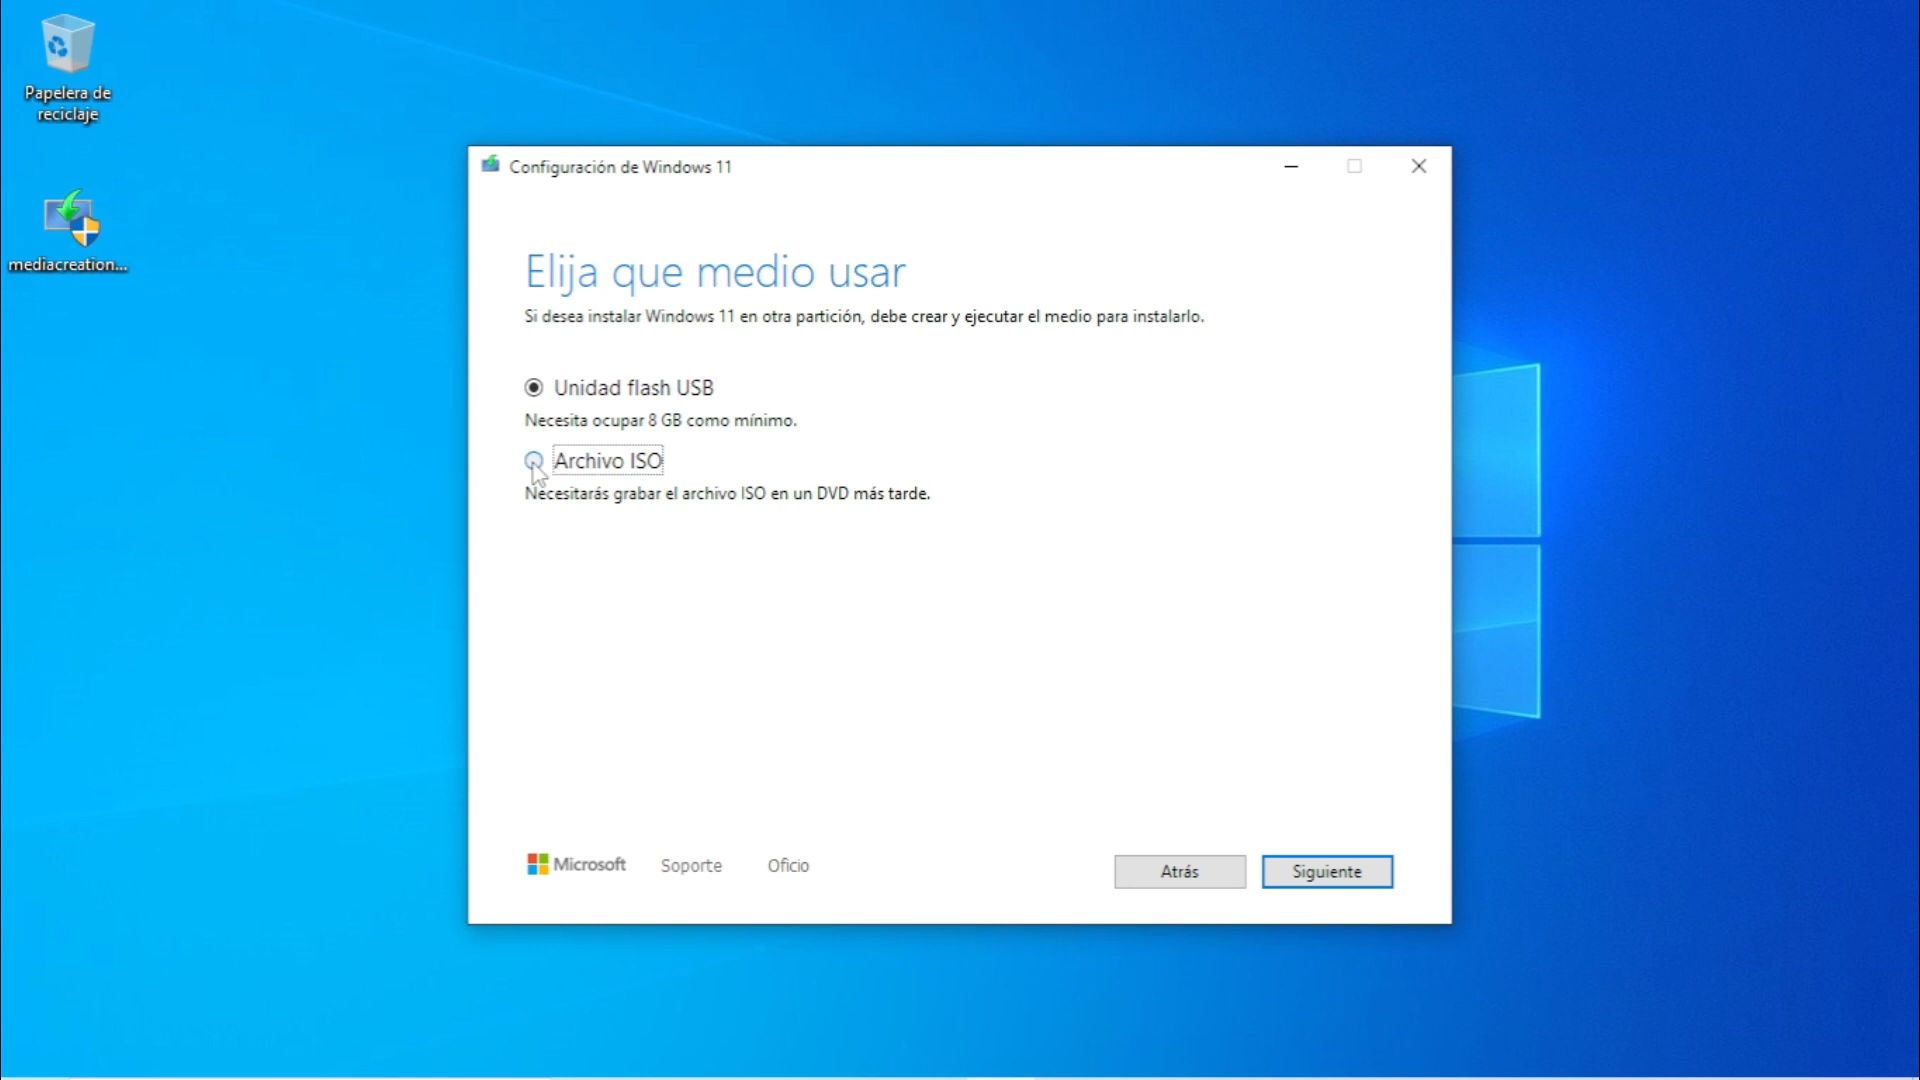 Papelera de
reciclaje
mediacreation...
Configuración de Windows 11
Elija que medio usar
Si desea instalar Windows 11 en otra partición, debe crear y ejecutar el medio para instalarlo.
Unidad flash USB
Necesita ocupar 8 GB como mínimo.
Archivo ISO
Necesitarás grabar el archivo ISO en un DVD más tarde.
Microsoft
Soporte
Oficio
Atrás
Siguiente